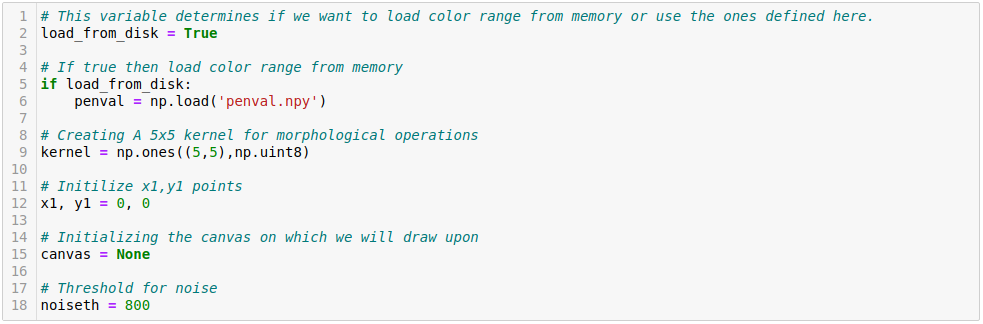 1 # This variable determines if we want to load color range from memory or use the ones defined here.
2 load_from_disk = True
3
4 # If true then load color range from memory
5 if load_from_disk:
6     penval = np.load('penval.npy')
7
8 # Creating A 5x5 kernel for morphological operations
9 kernel = np.ones((5,5),np.uint8)
10
11 # Initilize x1,y1 points
12 x1, y1 = 0, 0
13
14 # Initializing the canvas on which we will draw upon
15 canvas = None
16
17 # Threshold for noise
18 noiseth = 800